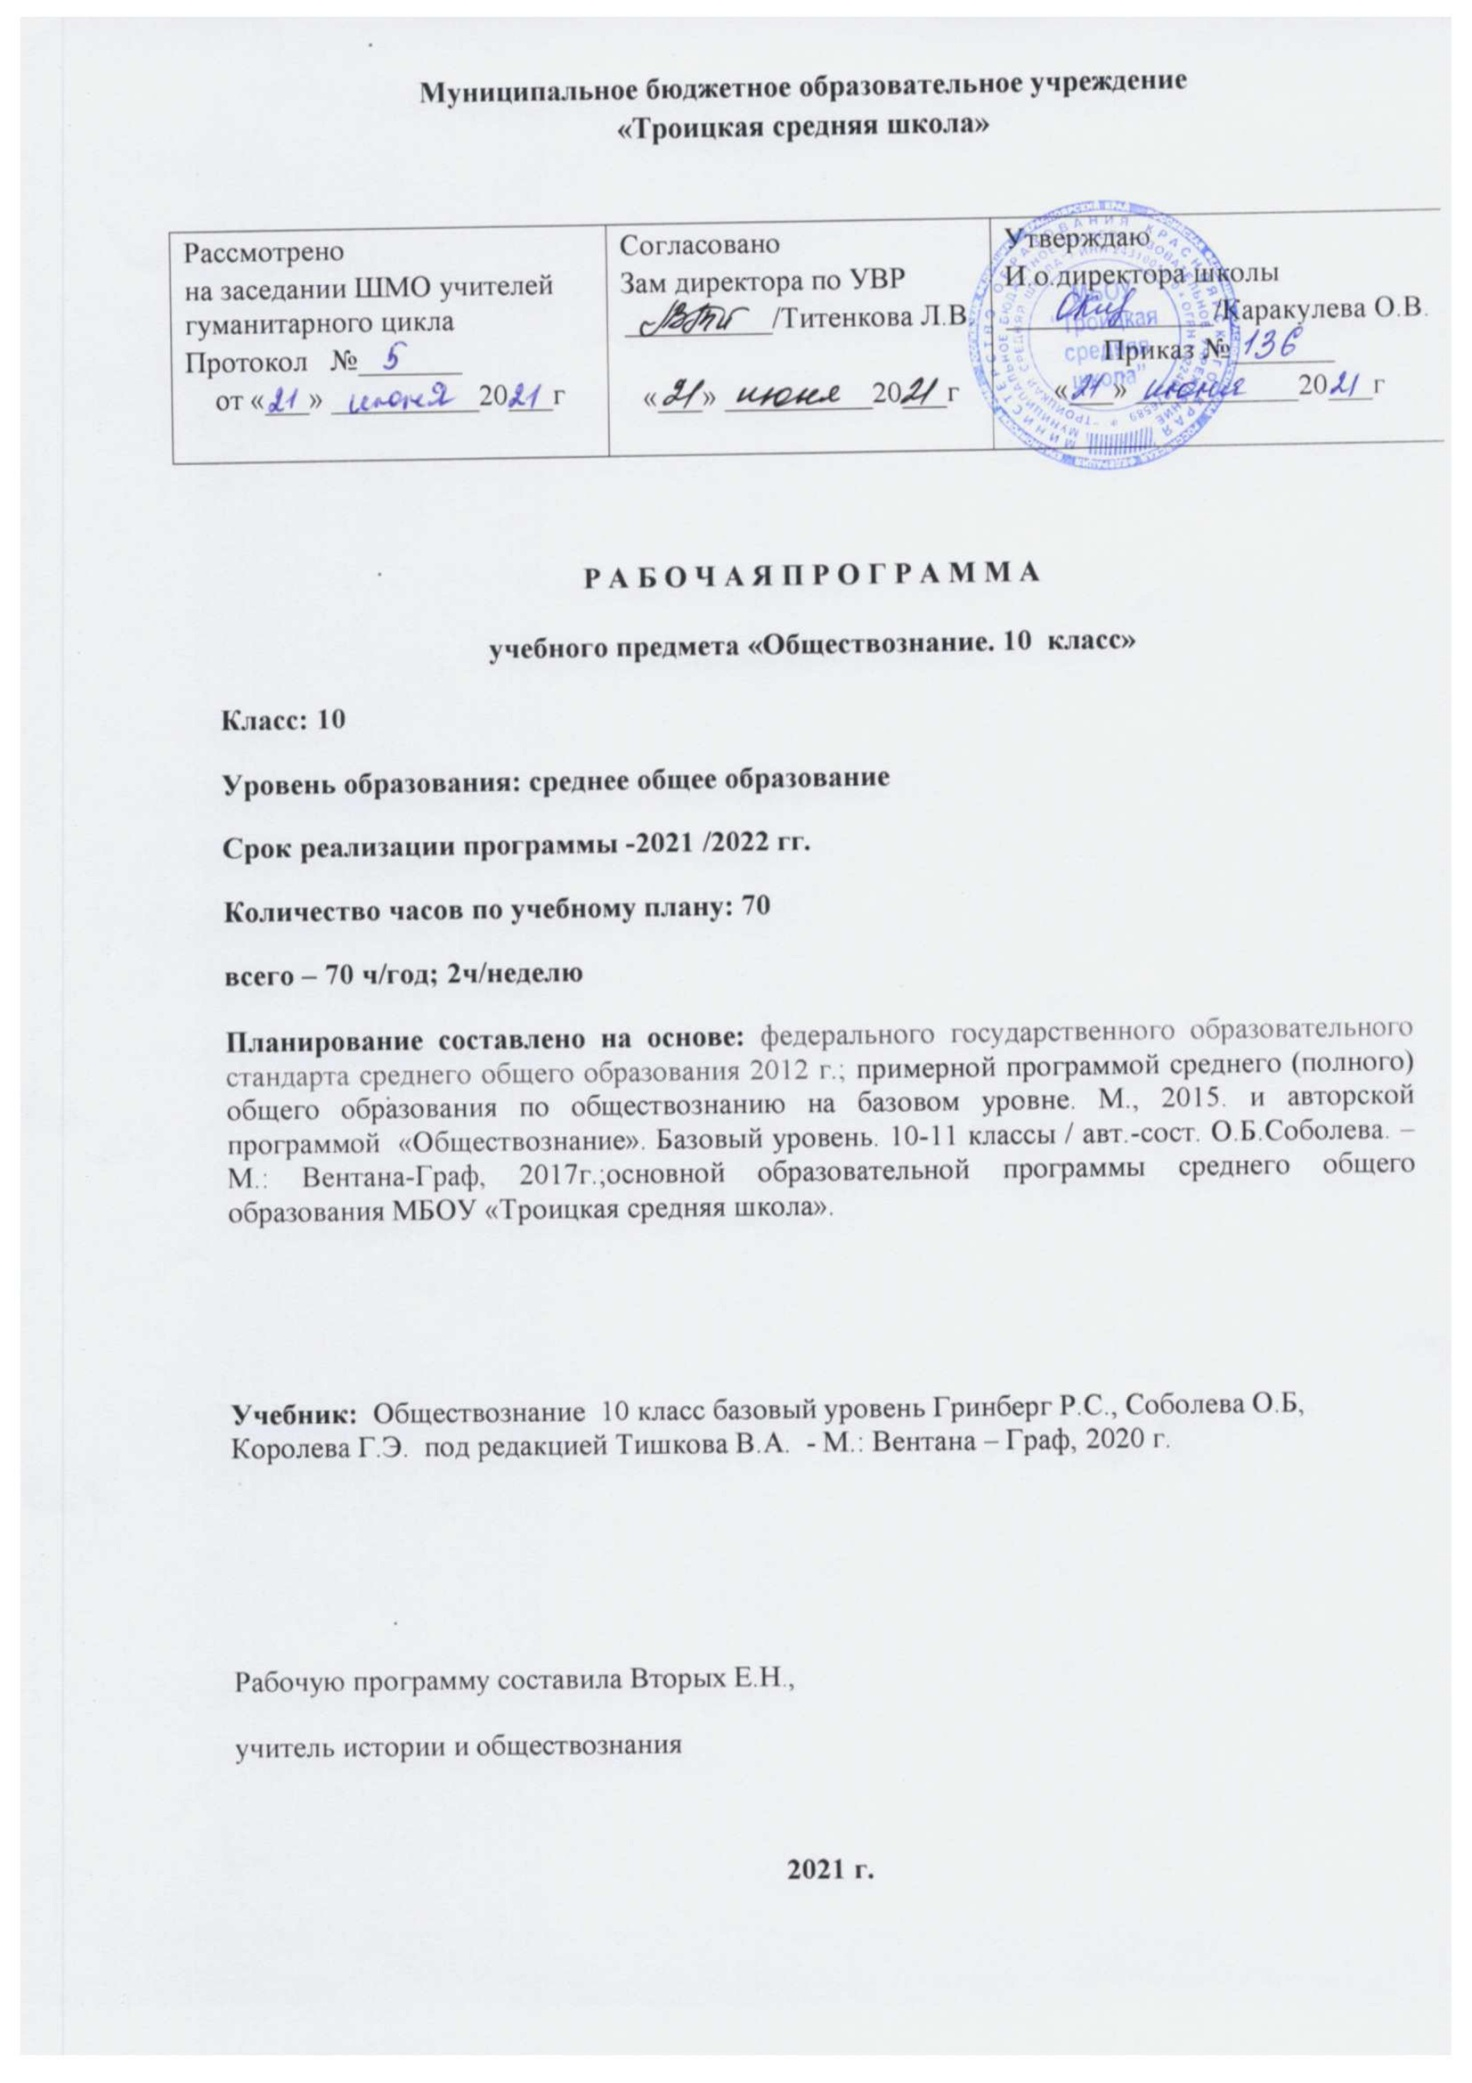 Муниципальное бюджетное образовательное учреждение
«Троицкая средняя школа»
Рассмотрено
на заседании ШМО учителей
гуманитарного цикла
Протокол № 5
от «21» июня 2021 г
Согласовано
Зам директора по УВР
/Титенкова Л.В
«21» июня 2021 г
Утверждаю
И.о.директора школы
/Каракулева О.В.
Приказ № 136
«21» июня 2021 г
МБОУ
"Троицкая
средняя
школа"
Р А Б О Ч А Я П Р О Г Р А М М А
учебного предмета «Обществознание. 10 класс»
Класс: 10
Уровень образования: среднее общее образование
Срок реализации программы -2021 /2022 гг.
Количество часов по учебному плану: 70
всего – 70 ч/год; 2ч/неделю
Планирование составлено на основе: федерального государственного образовательного
стандарта среднего общего образования 2012 г.; примерной программой среднего (полного)
общего образования по обществознанию на базовом уровне. М., 2015. и авторской
программой «Обществознание». Базовый уровень. 10-11 классы / авт.-сост. О.Б.Соболева. –
М.: Вентана-Граф, 2017г.;основной образовательной программы среднего общего
образования МБОУ «Троицкая средняя школа».
Учебник: Обществознание 10 класс базовый уровень Гринберг Р.С., Соболева О.Б,
Королева Г.Э. под редакцией Тишкова В.А. - М.: Вентана – Граф, 2020 г.
Рабочую программу составила Вторых Е.Н.,
учитель истории и обществознания
2021 г.